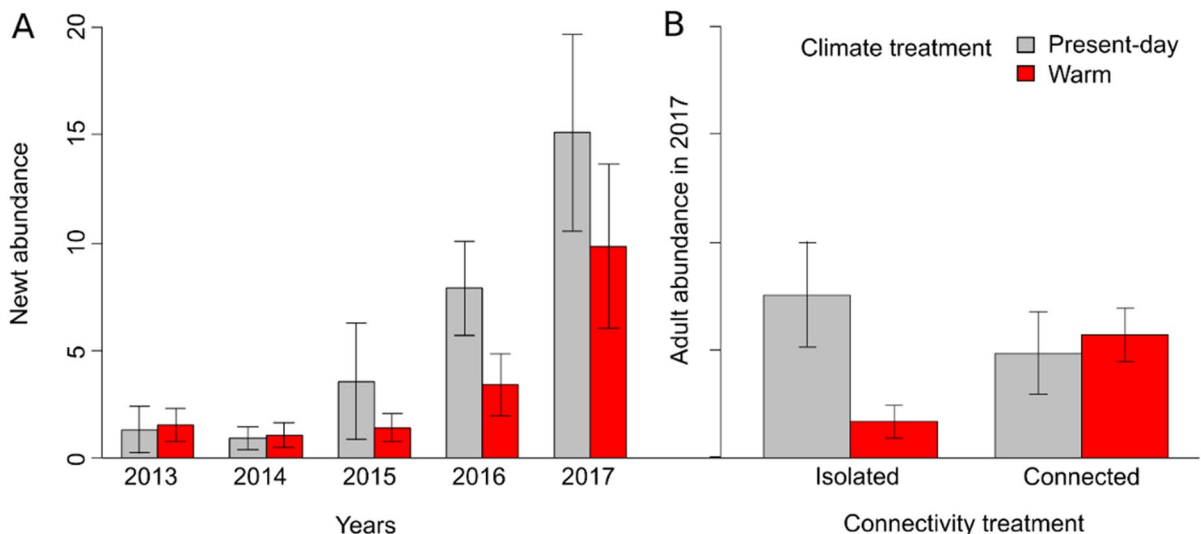 A
B
Climate treatment
Present-day
Warm
Newt abundance
20
15
10
5
0
2013 2014 2015 2016 2017
Years
Adult abundance in 2017
Isolated Connected
Connectivity treatment